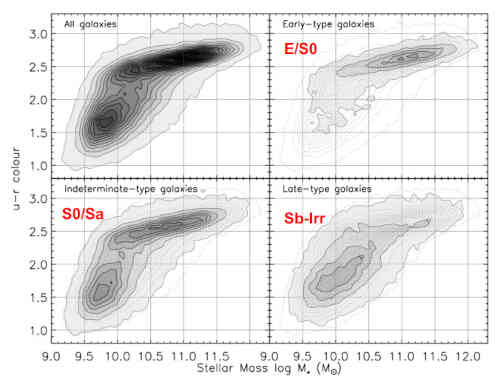 All galaxies
Early-type galaxies
E/S0
3.0
2.5
2.0
1.5
1.0
u-r colour
Indeterminate-type galaxies
S0/Sa
Late-type galaxies
Sb-Irr
3.0
2.5
2.0
1.5
1.0
9.0 9.5 10.0 10.5 11.0 11.5 9.0 9.5 10.0 10.5 11.0 11.5 12.0
Stellar Mass log M* (M⊙)